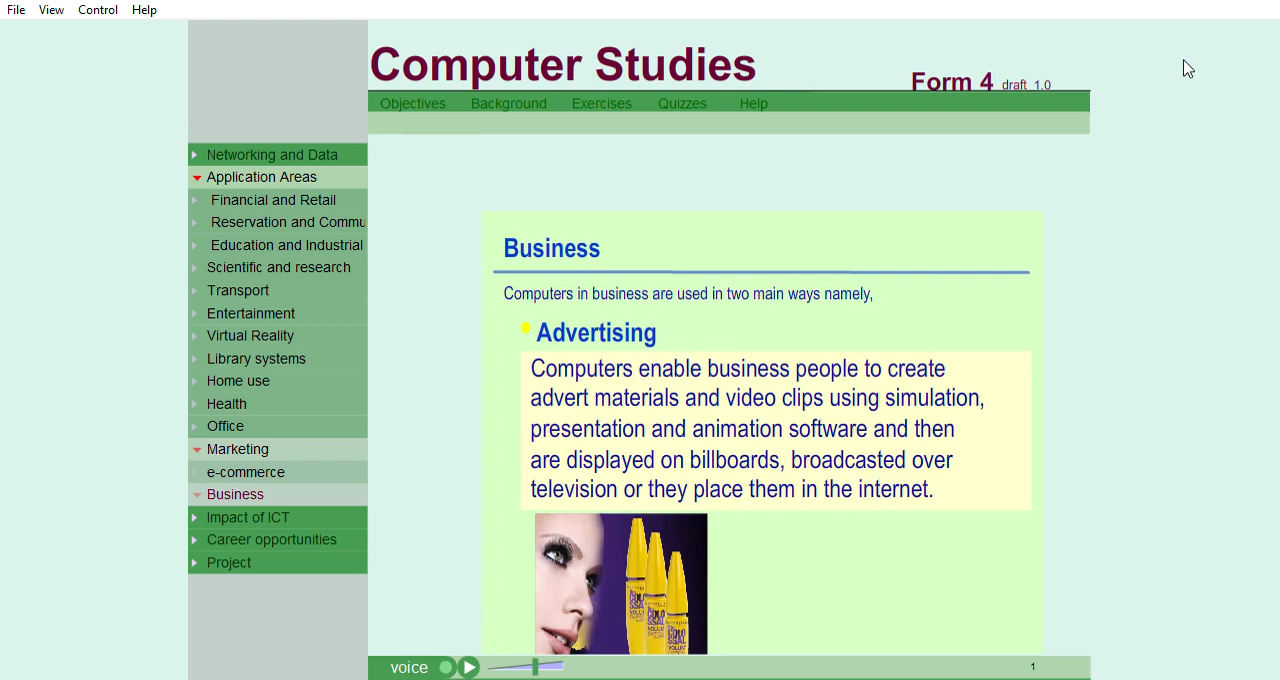 File View Control Help
Computer Studies
Form 4 draft 1.0
Objectives Background Exercises Quizzes Help
Networking and Data
Application Areas
Financial and Retail
Reservation and Commu
Education and Industrial
Scientific and research
Transport
Entertainment
Virtual Reality
Library systems
Home use
Health
Office
Marketing
e-commerce
Business
Impact of ICT
Career opportunities
Project
Business
Computers in business are used in two main ways namely,
Advertising
Computers enable business people to create
advert materials and video clips using simulation,
presentation and animation software and then
are displayed on billboards, broadcasted over
television or they place them in the internet.
voice
1